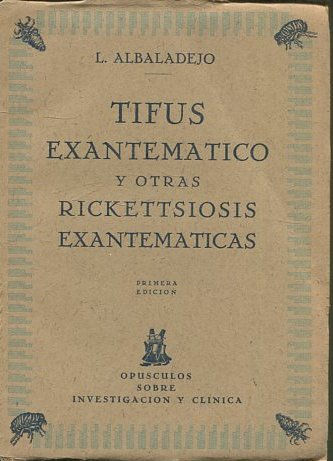 L. ALBALADEJO
TIFUS
EXANTEMATICO
Y OTRAS
RICKETTSIOSIS
EXANTEMATICAS
PRIMERA
EDICION
OPUSCULOS
SOBRE
INVESTIGACION Y CLINICA